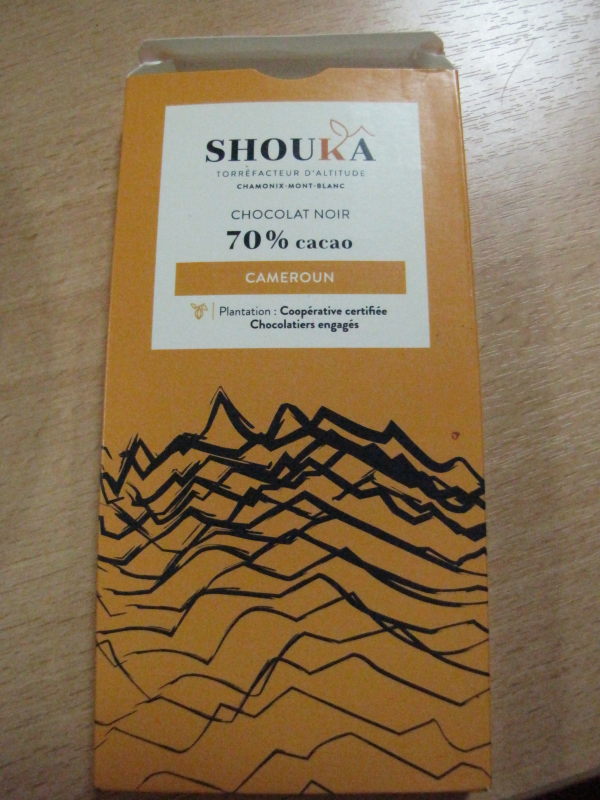 SHOUKA
TORRÉFACTEUR D'ALTITUDE
CHAMONIX-MONT-BLANC
CHOCOLAT NOIR
70% cacao
CAMEROUN
Plantation : Coopérative certifiée
Chocolatiers engagés